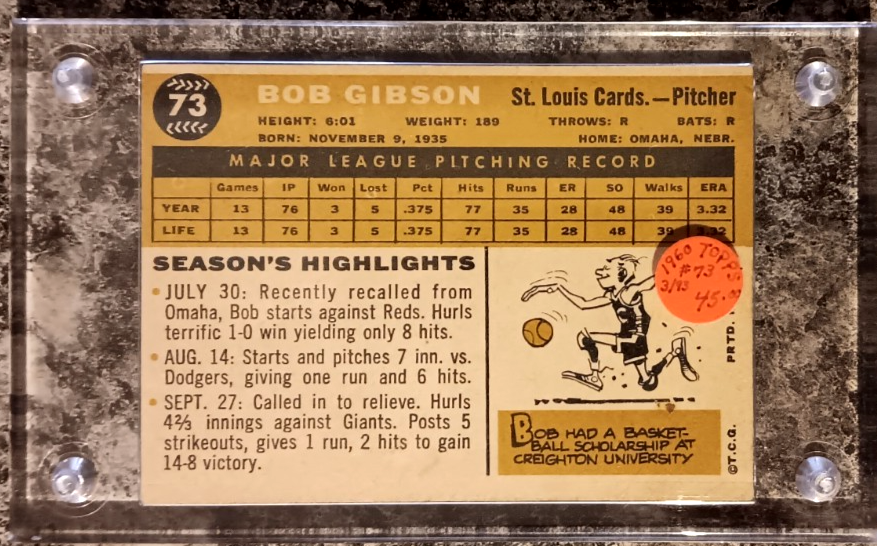 73
BOB GIBSON St. Louis Cards.—Pitcher
HEIGHT: 6:01 WEIGHT: 189 THROWS: R BATS: R
BORN: NOVEMBER 9, 1935 HOME: OMAHA, NEBR.
MAJOR LEAGUE PITCHING RECORD
Games IP Won Lost Pct Hits Runs ER SO Walks ERA
YEAR 13 76 3 5 .375 77 35 28 48 39 3.32
LIFE 13 76 3 5 .375 77 35 28 48 39 3.32
SEASON'S HIGHLIGHTS
• JULY 30: Recently recalled from
Omaha, Bob starts against Reds. Hurls
terrific 1-0 win yielding only 8 hits.
• AUG. 14: Starts and pitches 7 inn. vs.
Dodgers, giving one run and 6 hits.
• SEPT. 27: Called in to relieve. Hurls
4⅔ innings against Giants. Posts 5
strikeouts, gives 1 run, 2 hits to gain
14-8 victory.
1960 TOPPS
#73
3/93
45.00
BOB HAD A BASKET-
BALL SCHOLARSHIP AT
CREIGHTON UNIVERSITY
©T.C.G. PRTD.